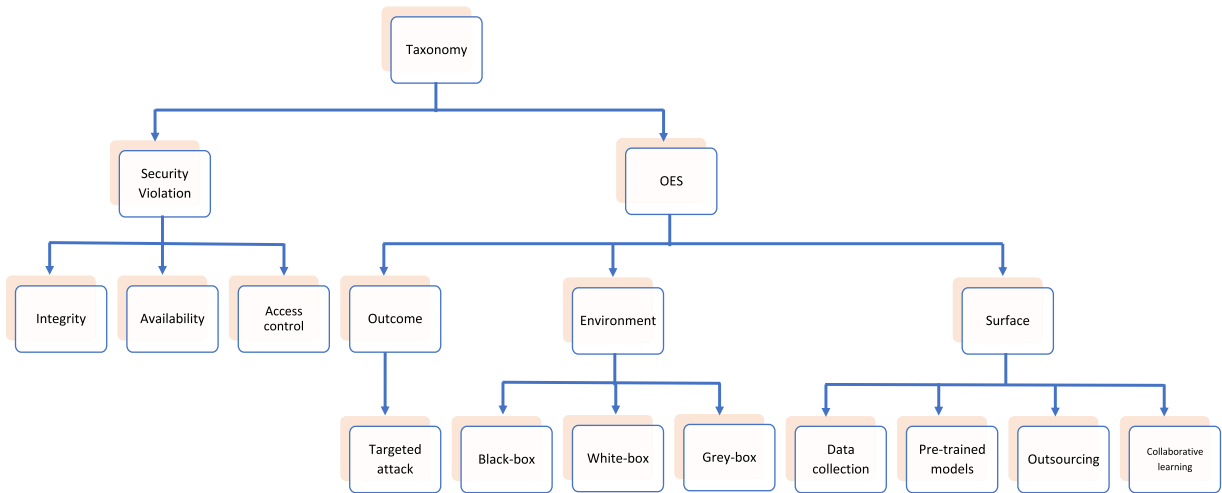 Taxonomy
Security
Violation
OES
Integrity
Availability
Access
control
Outcome
Environment
Surface
Targeted
attack
Black-box
White-box
Grey-box
Data
collection
Pre-trained
models
Outsourcing
Collaborative
learning